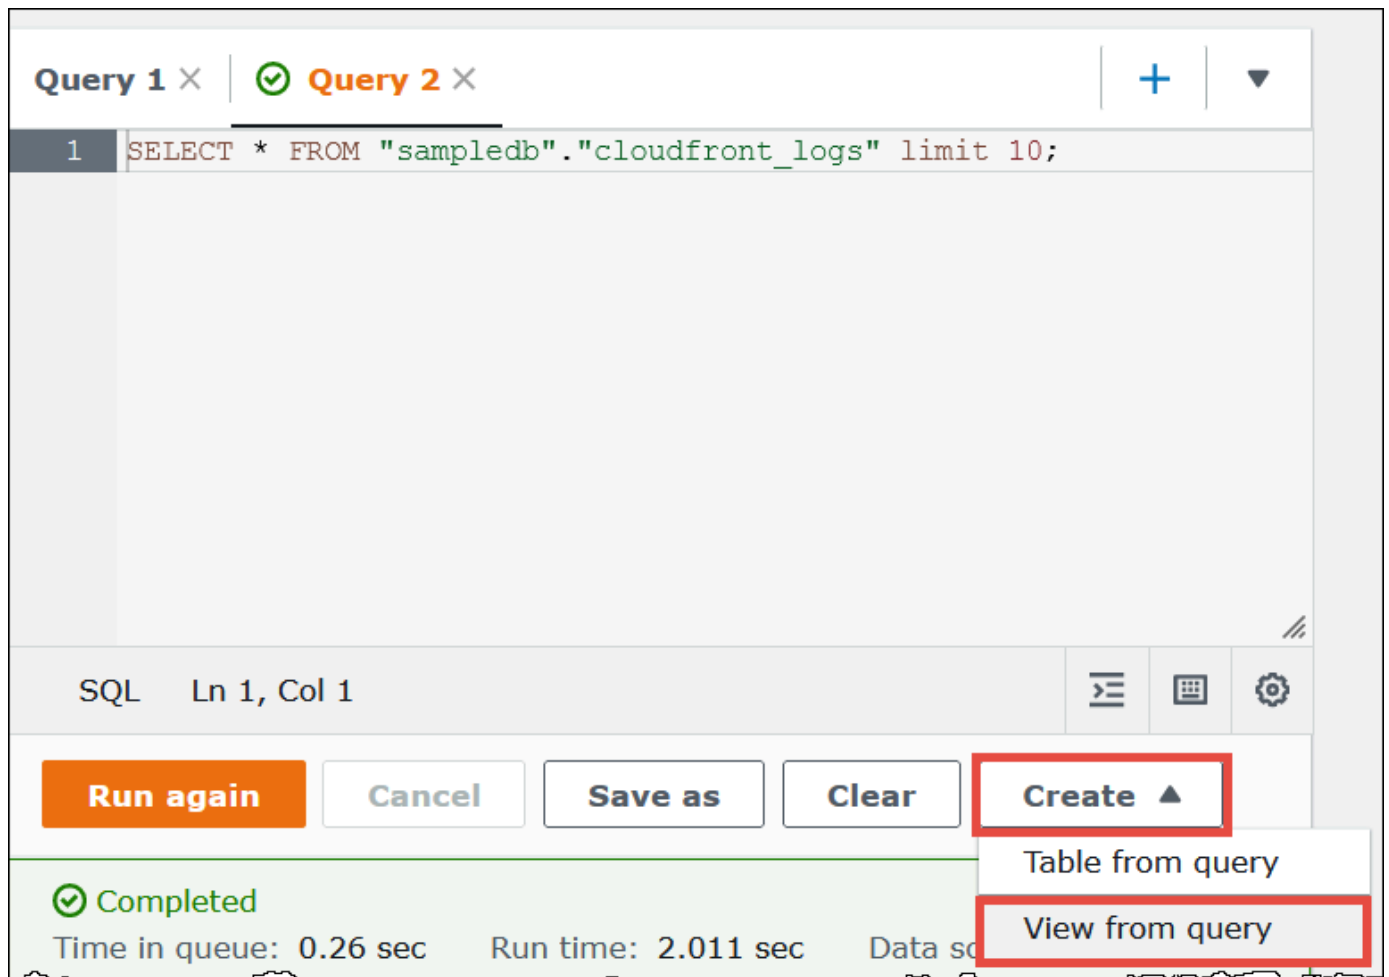 Query 1 Query 2
1 SELECT * FROM "sampledb"."cloudfront_logs" limit 10;
SQL Ln 1, Col 1
Run again Cancel Save as Clear Create
Table from query
View from query
Completed
Time in queue: 0.26 sec Run time: 2.011 sec Data